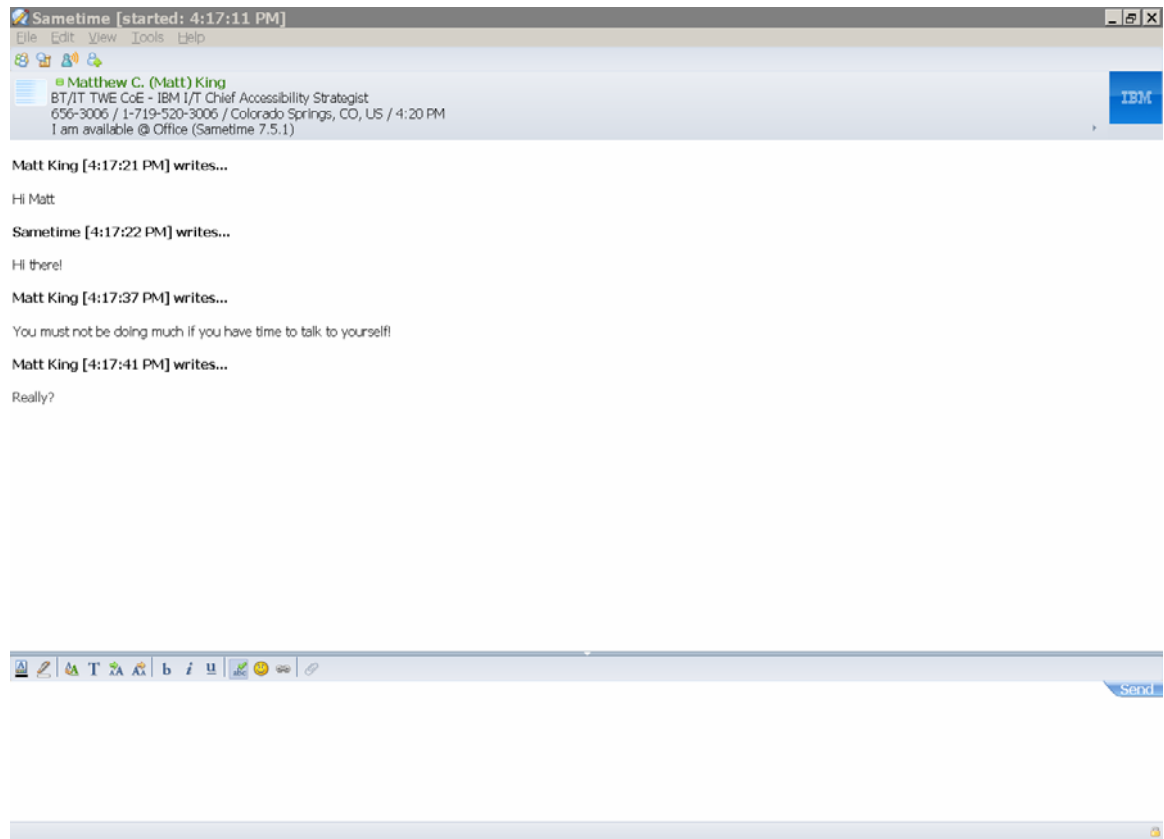 Sametime [started: 4:17:11 PM]
File Edit View Tools Help
Matthew C. (Matt) King
BT/IT TWE CoE - IBM I/T Chief Accessibility Strategist
656-3006 / 1-719-520-3006 / Colorado Springs, CO, US / 4:20 PM
I am available @ Office (Sametime 7.5.1)
IBM
Matt King [4:17:21 PM] writes...
Hi Matt
Sametime [4:17:22 PM] writes...
Hi there!
Matt King [4:17:37 PM] writes...
You must not be doing much if you have time to talk to yourself!
Matt King [4:17:41 PM] writes...
Really?
A T AA AA b i u abc
Send